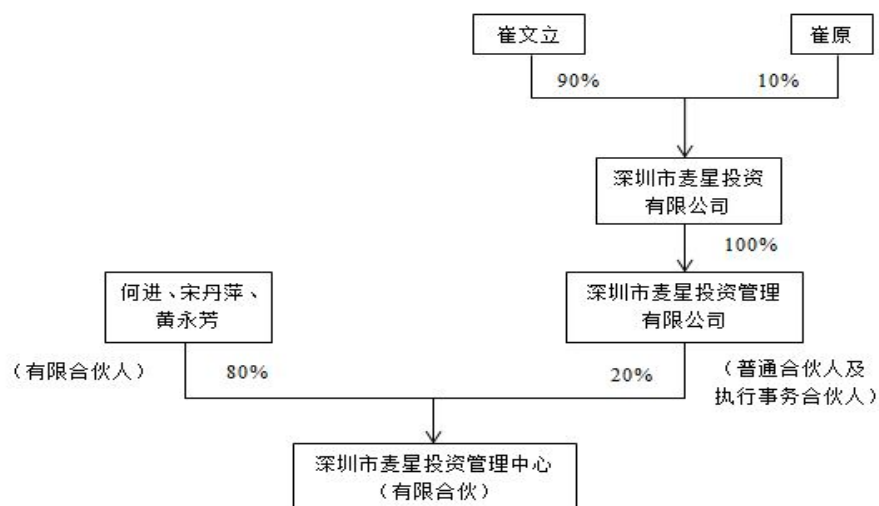 崔文立
崔原
90%
10%
深圳市麦星投资
有限公司
100%
何进、宋丹萍、
黄永芳
深圳市麦星投资管理
有限公司
（有限合伙人）
80%
20%
（普通合伙人及
执行事务合伙人）
深圳市麦星投资管理中心
（有限合伙）